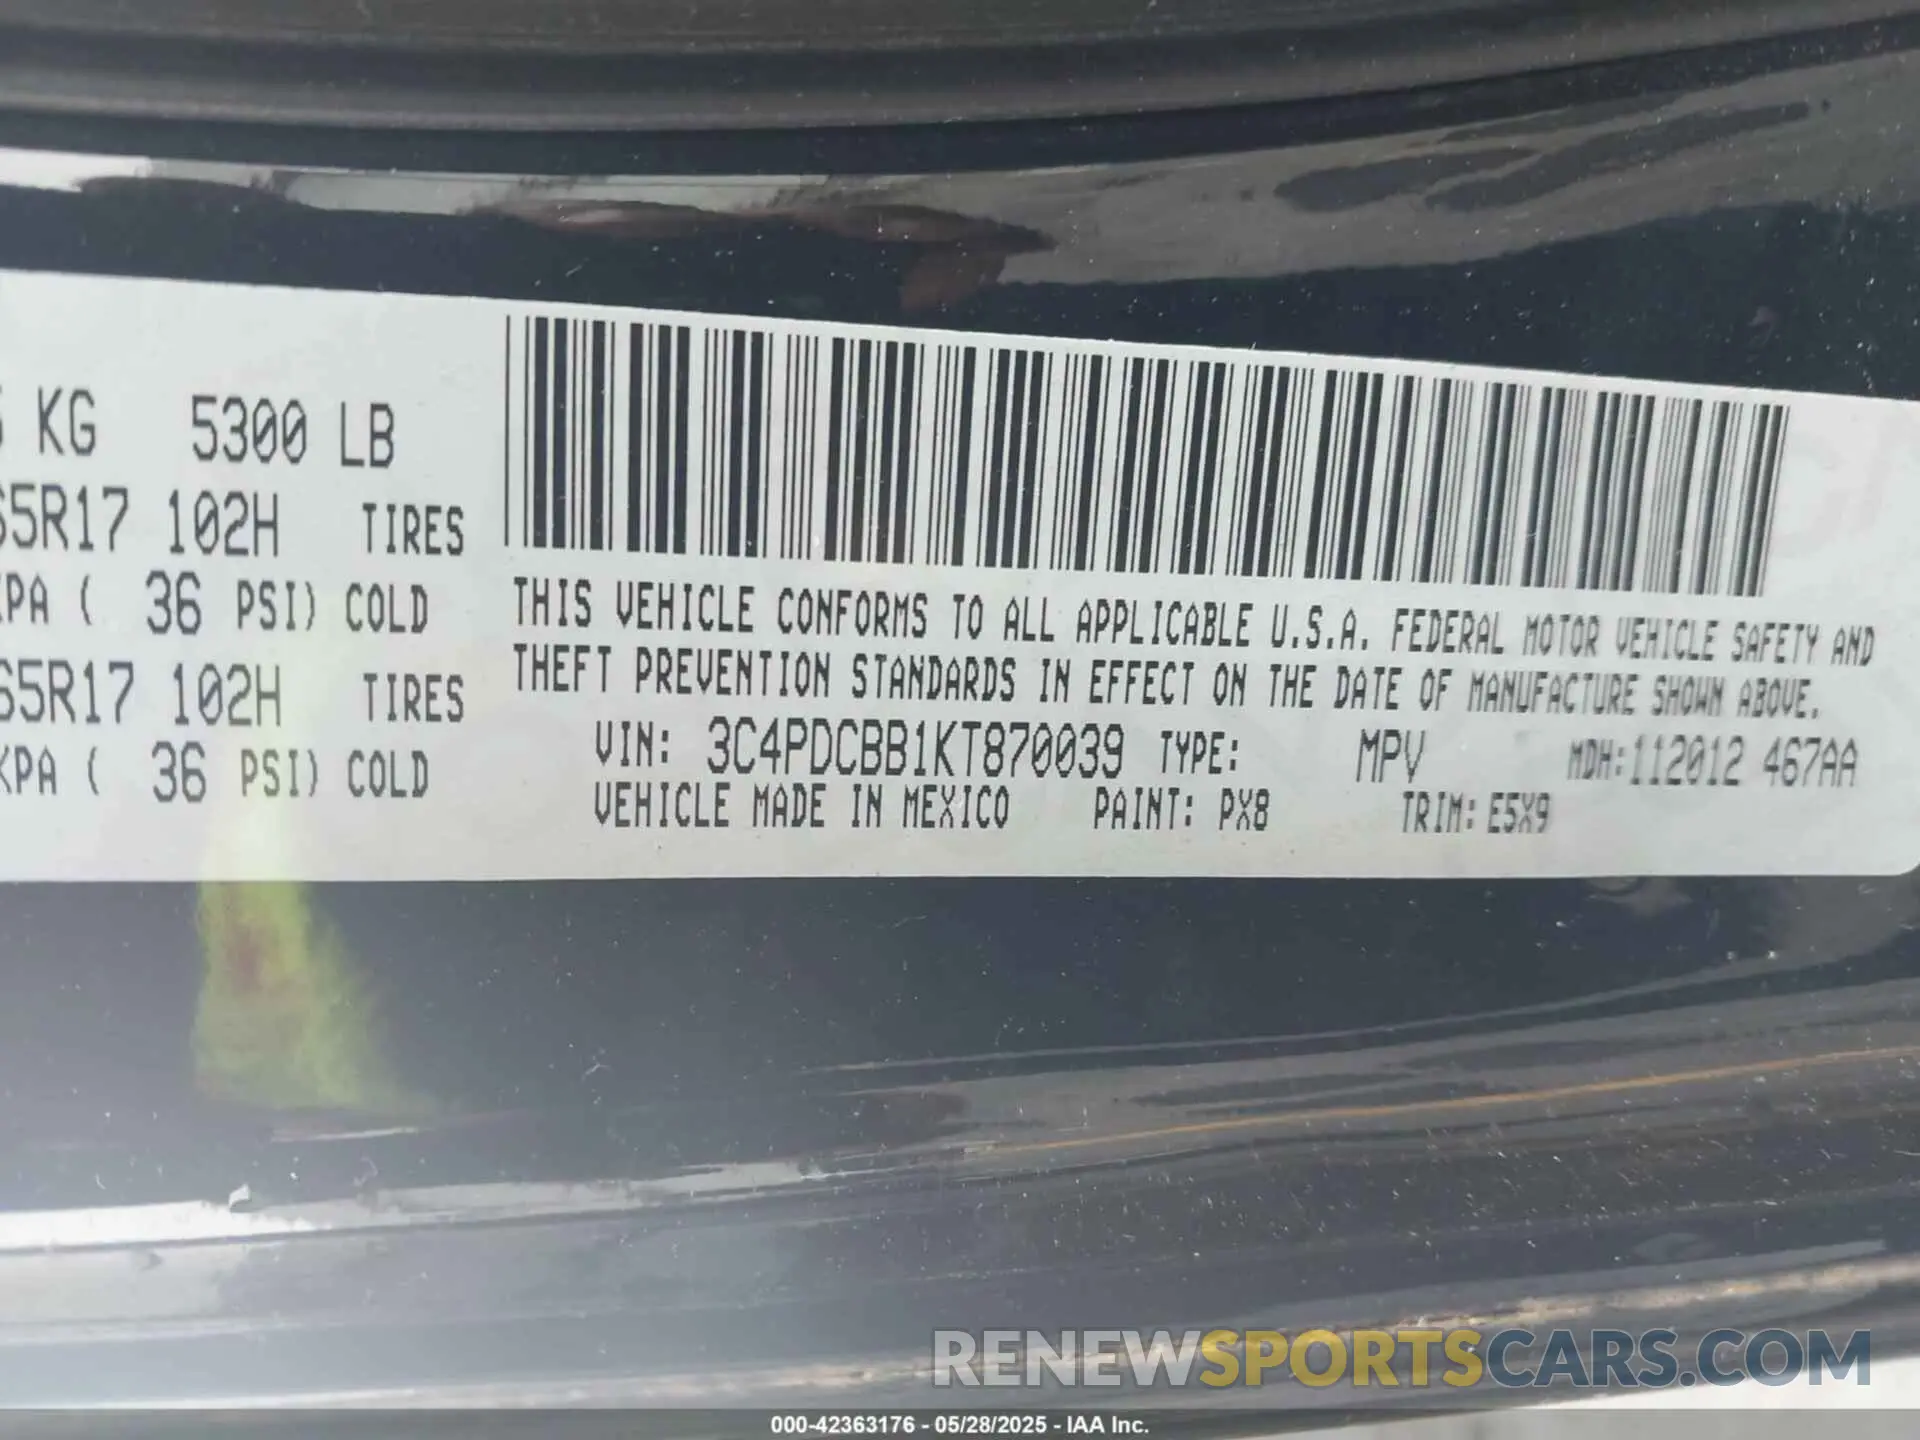 KG 5300 LB
65R17 102H TIRES
KPA ( 36 PSI) COLD
65R17 102H TIRES
KPA ( 36 PSI) COLD
THIS VEHICLE CONFORMS TO ALL APPLICABLE U.S.A. FEDERAL MOTOR VEHICLE SAFETY AND
THEFT PREVENTION STANDARDS IN EFFECT ON THE DATE OF MANUFACTURE SHOWN ABOVE.
VIN: 3C4PDCBB1KT870039 TYPE: MPV MDH:112012 467AA
VEHICLE MADE IN MEXICO PAINT: PX8 TRIM: E5X9
RENEWSPORTSCARS.COM
000-42363176 - 05/28/2025 - IAA Inc.